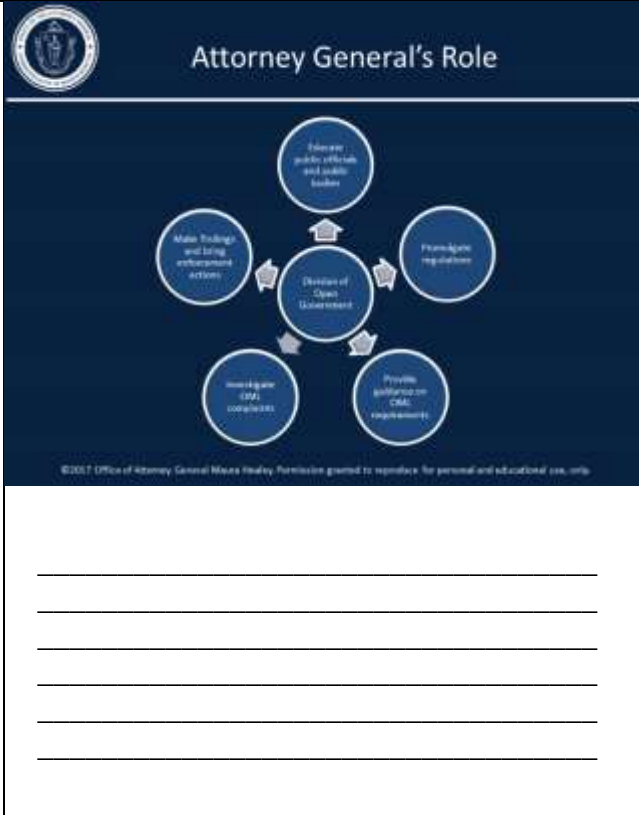 Attorney General's Role
Educate
public officials
and public
bodies
Make findings
and bring
enforcement
actions
Promulgate
regulations
Division of
Open
Government
Investigate
OML
complaints
Provide
guidance on
OML
requirements
©2017 Office of Attorney General Maura Healey. Permission granted to reproduce for personal and educational use, only.